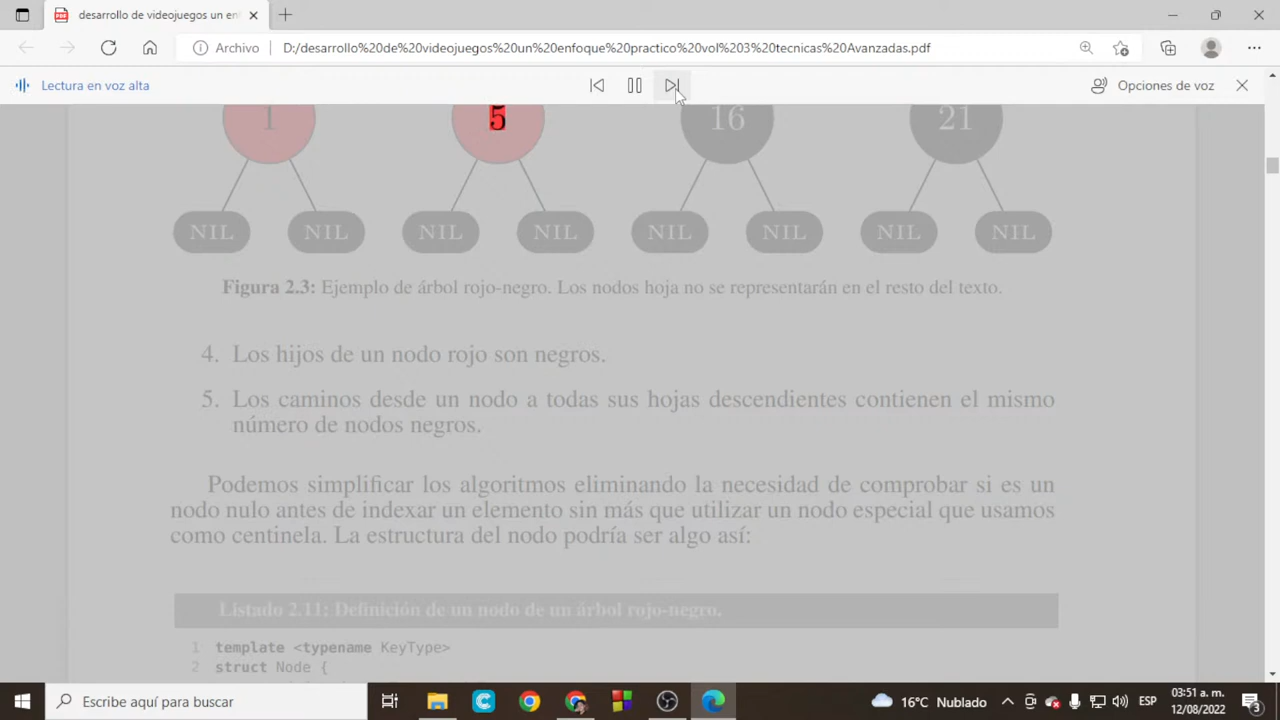 desarrollo de videojuegos un en
Archivo
D:/desarrollo%20de%20videojuegos%20un%20enfoque%20practico%20vol%203%20tecnicas%20Avanzadas.pdf
Lectura en voz alta
Opciones de voz
1 5 16 21
NIL NIL NIL NIL NIL NIL NIL NIL
Figura 2.3: Ejemplo de árbol rojo-negro. Los nodos hoja no se representarán en el resto del texto.
4. Los hijos de un nodo rojo son negros.
5. Los caminos desde un nodo a todas sus hojas descendientes contienen el mismo
número de nodos negros.
Podemos simplificar los algoritmos eliminando la necesidad de comprobar si es un
nodo nulo antes de indexar un elemento sin más que utilizar un nodo especial que usamos
como centinela. La estructura del nodo podría ser algo así:
Listado 2.11: Definición de un nodo de un árbol rojo-negro.
1 template <typename KeyType>
2 struct Node {
Escribe aquí para buscar
16°C Nublado
ESP
03:51 a. m.
12/08/2022
3